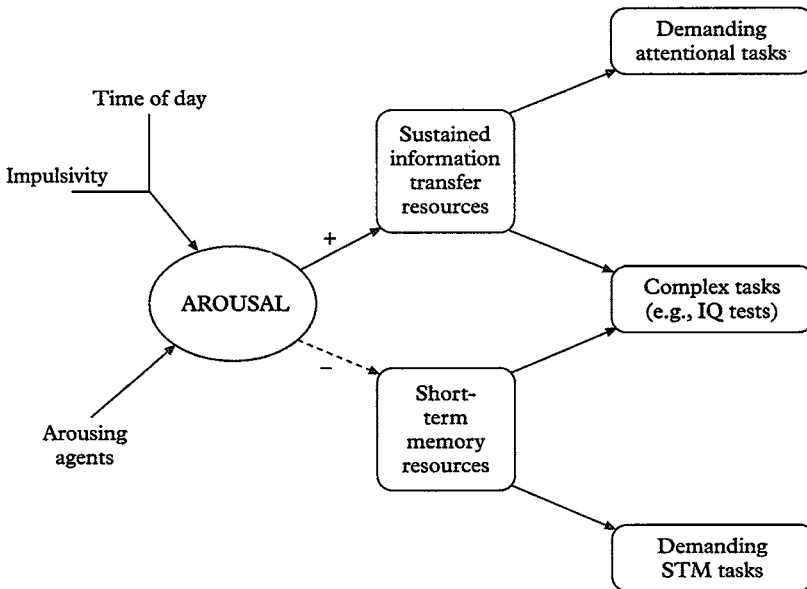 Demanding
attentional tasks
Time of day
Sustained
information
transfer
resources
Impulsivity
+
AROUSAL
Complex tasks
(e.g., IQ tests)
–
Short-
term
memory
resources
Arousing
agents
Demanding
STM tasks